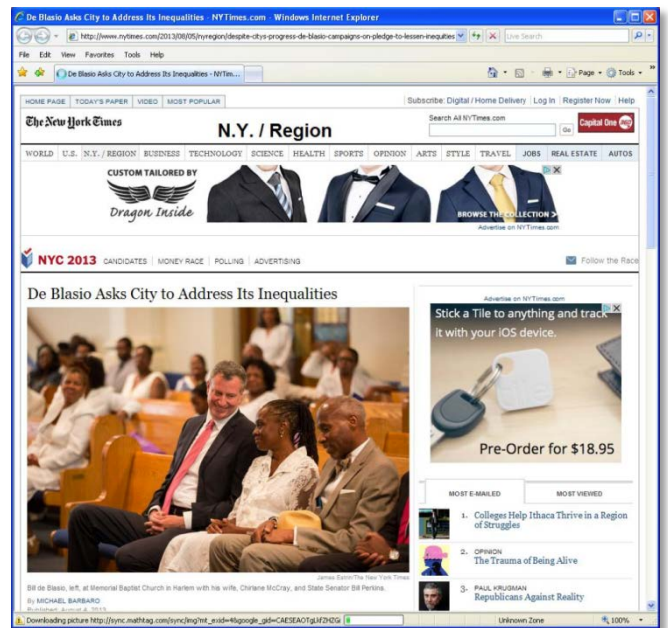 De Blasio Asks City to Address Its Inequalities - NYTimes.com - Windows Internet Explorer
http://www.nytimes.com/2013/08/05/nyregion/despite-citys-progress-de-blasio-campaigns-on-pledge-to-lessen-inequities
Live Search
File Edit View Favorites Tools Help
De Blasio Asks City to Address Its Inequalities - NYTim...
Page Tools
HOME PAGE TODAY'S PAPER VIDEO MOST POPULAR
Subscribe: Digital / Home Delivery Log In Register Now Help
The New York Times
N.Y. / Region
Search All NYTimes.com
Go
Capital One
WORLD U.S. N.Y. / REGION BUSINESS TECHNOLOGY SCIENCE HEALTH SPORTS OPINION ARTS STYLE TRAVEL JOBS REAL ESTATE AUTOS
CUSTOM TAILORED BY
Dragon Inside
BROWSE THE COLLECTION >
Advertise on NYTimes.com
NYC 2013 CANDIDATES MONEY RACE POLLING ADVERTISING
Follow the Race
De Blasio Asks City to Address Its Inequalities
James Estrin/The New York Times
Bill de Blasio, left, at Memorial Baptist Church in Harlem with his wife, Chirlane McCray, and State Senator Bill Perkins.
By MICHAEL BARBARO
Published: August 4, 2013
Advertise on NYTimes.com
Stick a Tile to anything and track
it with your iOS device.
Pre-Order for $18.95
MOST E-MAILED MOST VIEWED
1. Colleges Help Ithaca Thrive in a Region
of Struggles
2. OPINION
The Trauma of Being Alive
3. PAUL KRUGMAN
Republicans Against Reality
Downloading picture http://sync.mathtag.com/sync/img?mt_exid=4&google_gid=
Unknown Zone
100%